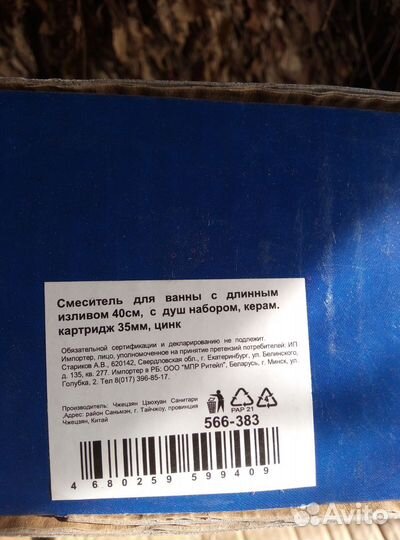 Смеситель для ванны с длинным
изливом 40см, с душ набором, керам.
картридж 35мм, цинк
Обязательной сертификации и декларированию не подлежит.
Импортер, лицо, уполномоченное на принятие претензий потребителей: ИП
Стариков А.В., 620142, Свердловская обл., г. Екатеринбург, ул. Белинского,
д. 135, кв. 277. Импортер в РБ: ООО "МПР Ритейл", Беларусь, г. Минск, ул.
Голубка, 2. Тел 8(017) 396-85-17.
Производитель: Чжецзян Цзюхуан Санитари
,Адрес: район Саньмэн, г. Тайчжоу, провинция
Чжецзян, Китай
PAP 21
566-383
4 680259 599409
Avito